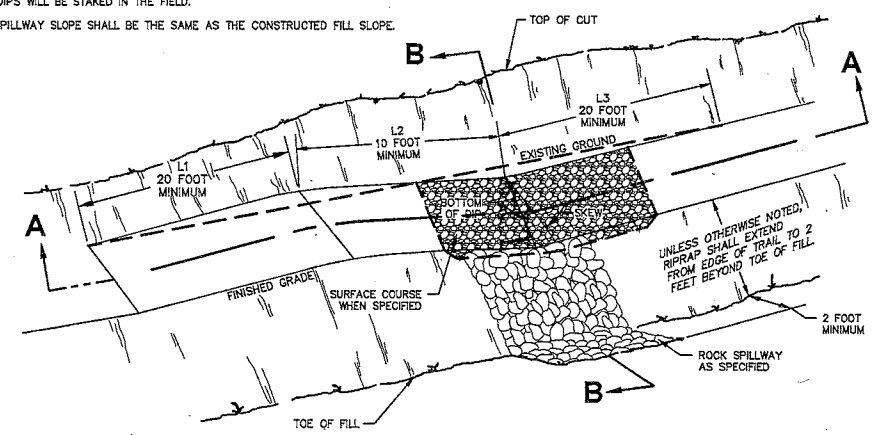 DIPS WILL BE STAKED IN THE FIELD.
SPILLWAY SLOPE SHALL BE THE SAME AS THE CONSTRUCTED FILL SLOPE.
TOP OF CUT
B
A
L3
20 FOOT
MINIMUM
L2
10 FOOT
MINIMUM
EXISTING GROUND
L1
20 FOOT
MINIMUM
BOTTOM
OF DIP
SKEW
A
UNLESS OTHERWISE NOTED,
RIPRAP SHALL EXTEND
FROM EDGE OF TRAIL TO 2
FEET BEYOND TOE OF FILL.
FINISHED GRADE
SURFACE COURSE
WHEN SPECIFIED
2 FOOT
MINIMUM
ROCK SPILLWAY
AS SPECIFIED
B
TOE OF FILL